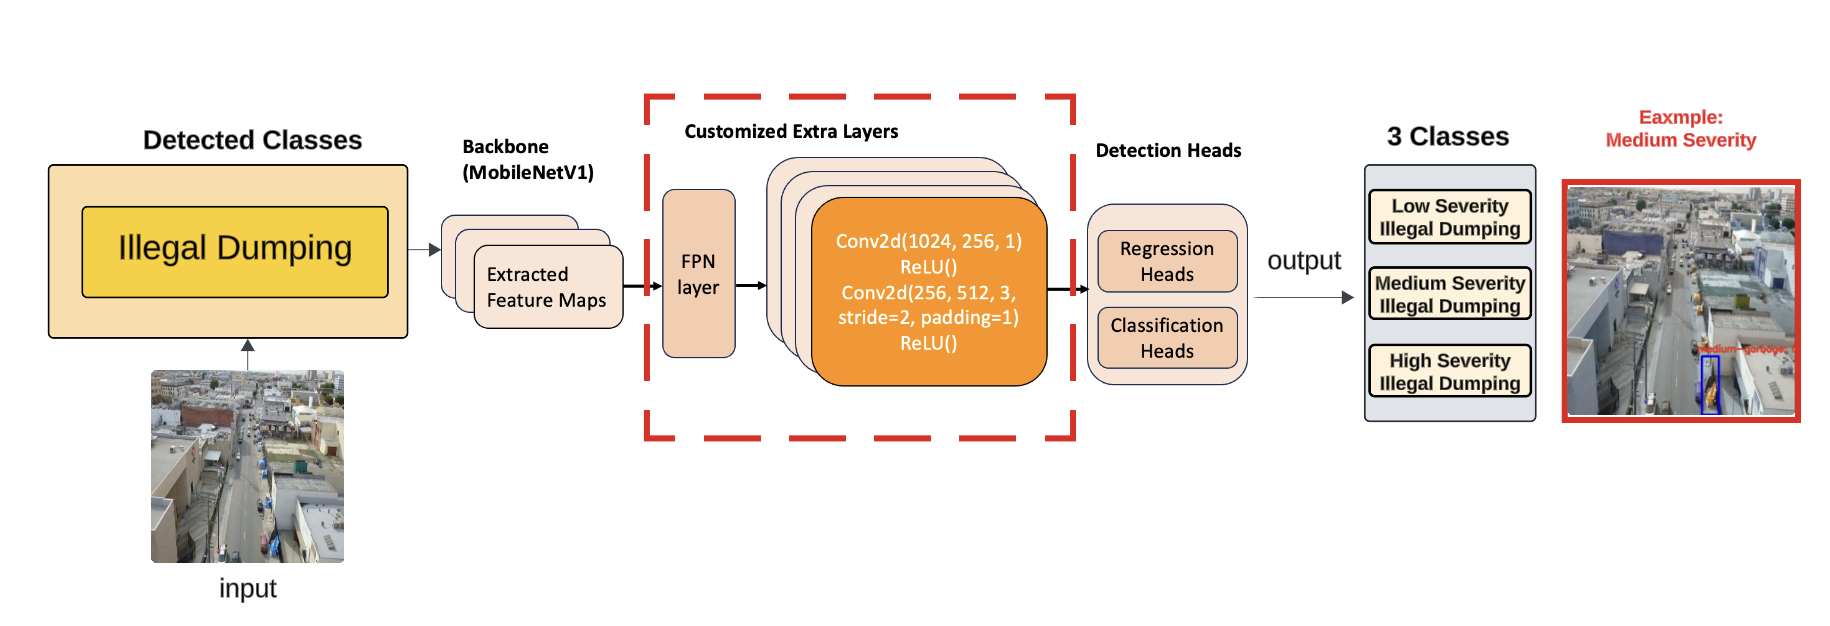 Detected Classes
Illegal Dumping
input
Backbone
(MobileNetV1)
Extracted
Feature Maps
Customized Extra Layers
FPN
layer
Conv2d(1024, 256, 1)
ReLU()
Conv2d(256, 512, 3,
stride=2, padding=1)
ReLU()
Detection Heads
Regression
Heads
Classification
Heads
output
3 Classes
Low Severity
Illegal Dumping
Medium Severity
Illegal Dumping
High Severity
Illegal Dumping
Eaxmple:
Medium Severity
medium-garbage: